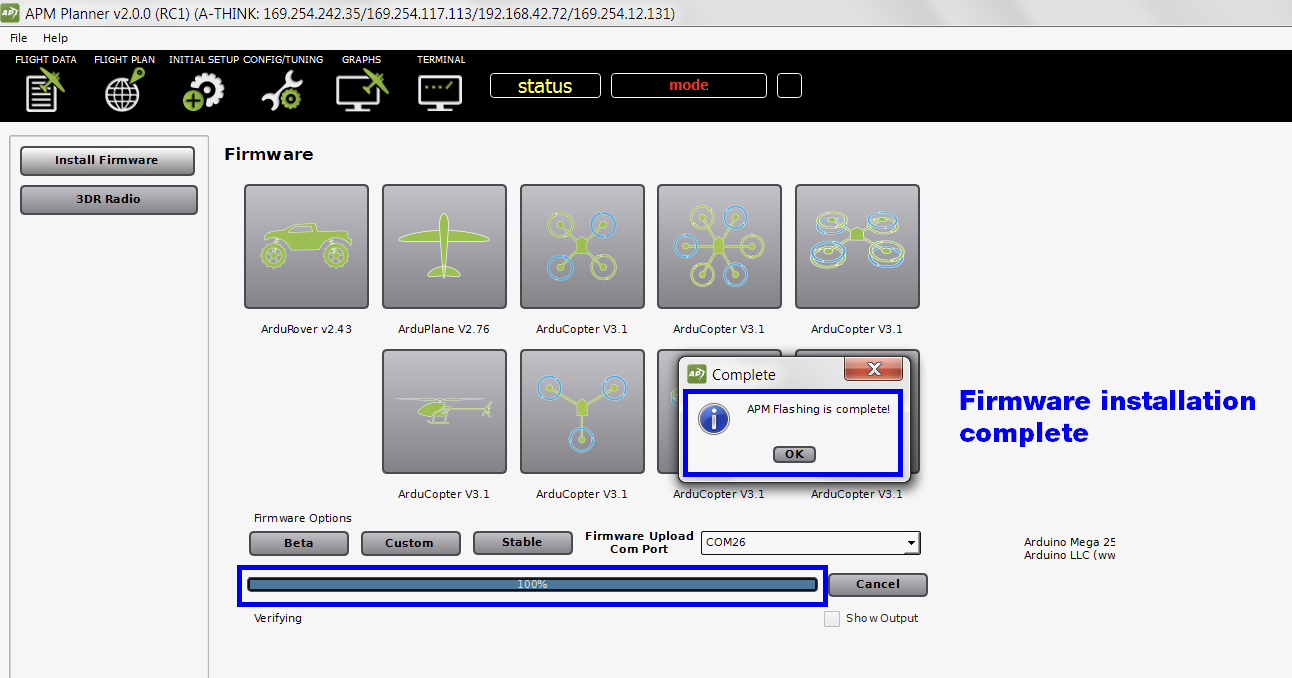 APM Planner v2.0.0 (RC1) (A-THINK: 169.254.242.35/169.254.117.113/192.168.42.72/169.254.12.131)
File Help
FLIGHT DATA FLIGHT PLAN INITIAL SETUP CONFIG/TUNING GRAPHS TERMINAL
status mode
Install Firmware
3DR Radio
Firmware
ArduRover v2.43 ArduPlane V2.76 ArduCopter V3.1 ArduCopter V3.1 ArduCopter V3.1
Complete
APM Flashing is complete!
OK
Firmware installation
complete
ArduCopter V3.1 ArduCopter V3.1 ArduCopter V3.1 ArduCopter V3.1
Firmware Options
Beta Custom Stable
Firmware Upload
Com Port
COM26
Arduino Mega 25
Arduino LLC (ww
100%
Cancel
Verifying
Show Output